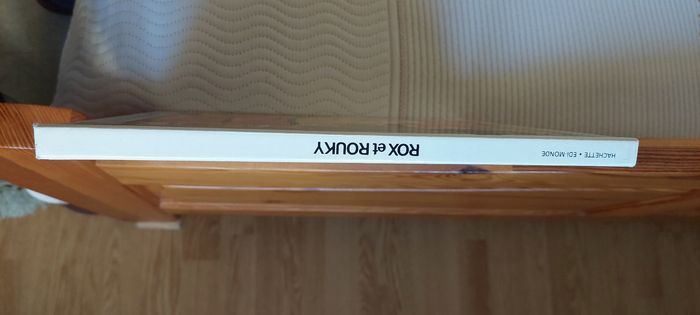 ROX et ROUKY
HACHETTE • EDI-MONDE